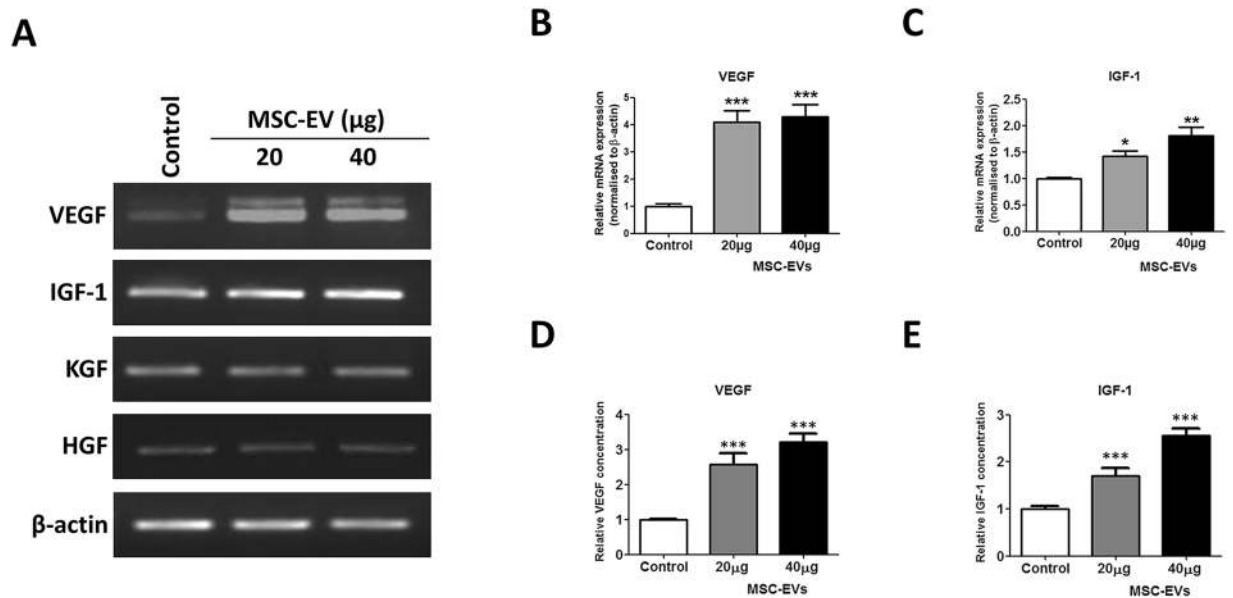 A
Control
MSC-EV (µg)
20 40
VEGF
IGF-1
KGF
HGF
β-actin
B
VEGF
Relative mRNA expression
(normalised to β-actin)
5
4
3
2
1
0
***
***
Control 20µg 40µg
MSC-EVs
C
IGF-1
Relative mRNA expression
(normalised to β-actin)
2.5
2.0
1.5
1.0
0.5
0.0
*
**
Control 20µg 40µg
MSC-EVs
D
VEGF
Relative VEGF concentration
4
3
2
1
0
***
***
Control 20µg 40µg
MSC-EVs
E
IGF-1
Relative IGF-1 concentration
3
2
1
0
***
***
Control 20µg 40µg
MSC-EVs